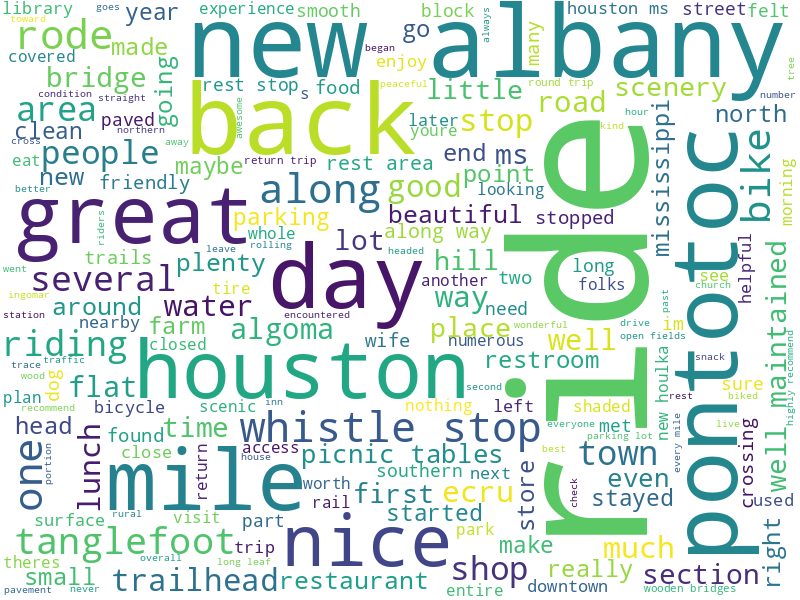 library
goes
year
experience
smooth
block
houston ms
street
felt
toward
rode
new albany
go
always
many
began
enjoy
condition
straight
covered
made
bridge
going
rest stop
s
food
peaceful
round trip
scenery
tree
area
paved
northern
back
awesome
little
later
stop
road
number
north
clean
cross
away
youre
kind
hour
people
maybe
return trip
rest area
end
ms
point
mississippi
bike
morning
eat
new
friendly
along
good
looking
better
great
parking
beautiful
stopped
ride
pontotoc
trails
riders
whole
lot
along way
leave
rolling
headed
went
several
plenty
day
hill
another
two
long
folks
see
church
helpful
past
ingomar
tire
water
way
need
station
around
encountered
place
wonderful
well
drive
open fields
im
well maintained
nearby
farm
algoma
wife
numerous
trace
traffic
riding
closed
houston
restroom
new houlka
snack
wood
dog
flat
second
rest
sure
highly recommend
plan
recommend
bicycle
scenic
inn
nothing
left
shaded
biked
head
found
time
whistle stop
everyone
met
parking lot
live
one
portion
lunch
close
access
house
picnic tables
best
town
every mile
crossing
return
worth
southern
next
store
check
even
mile
rail
first
ecru
stayed
used
surface
rural
visit
part
started
park
tanglefoot
trip
nice
make
really
much
right
theres
overall
long leaf
shop
section
small
trailhead
restaurant
entire
downtown
wooden bridges
pavement
never